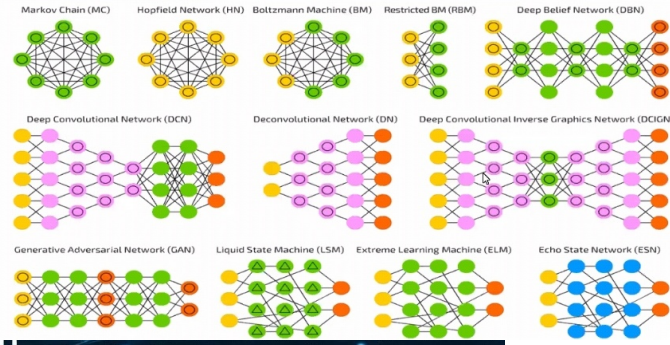 Markov Chain (MC)
Hopfield Network (HN)
Boltzmann Machine (BM)
Restricted BM (RBM)
Deep Belief Network (DBN)
Deep Convolutional Network (DCN)
Deconvolutional Network (DN)
Deep Convolutional Inverse Graphics Network (DCIGN
Generative Adversarial Network (GAN)
Liquid State Machine (LSM)
Extreme Learning Machine (ELM)
Echo State Network (ESN)